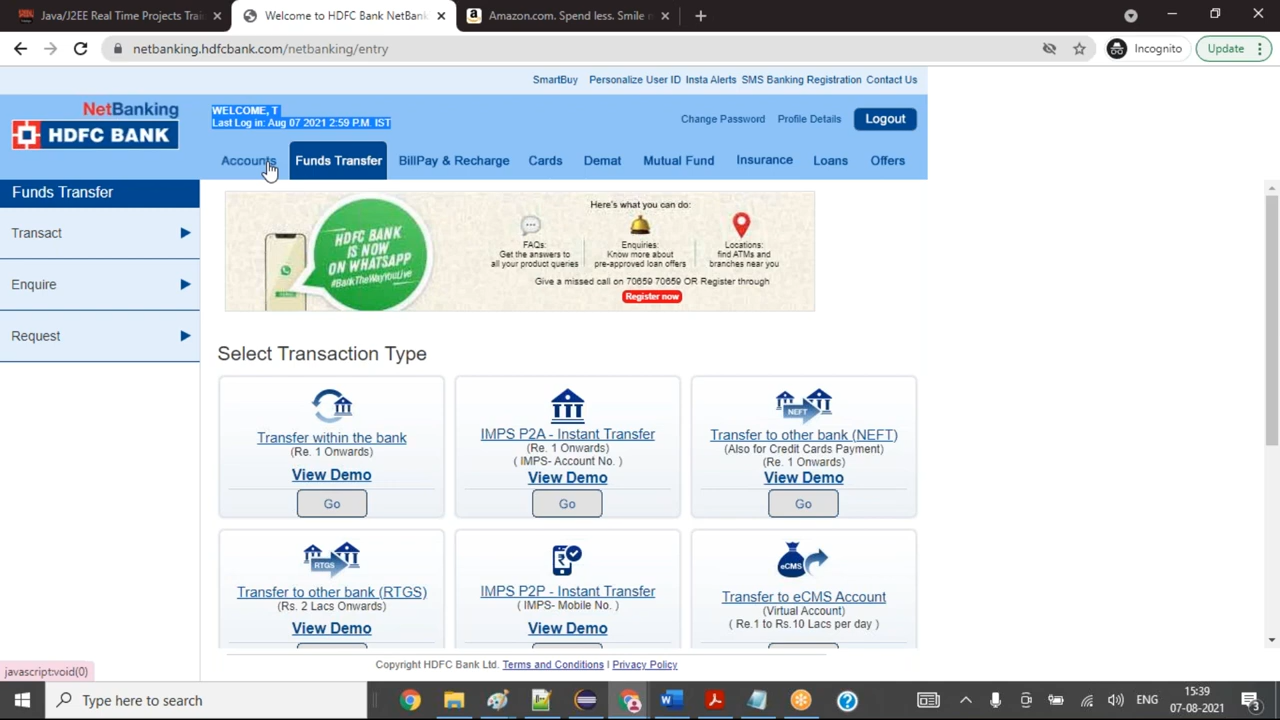 Java/J2EE Real Time Projects Trai
Welcome to HDFC Bank NetBank
Amazon.com. Spend less. Smile m
netbanking.hdfcbank.com/netbanking/entry
Incognito
Update
SmartBuy Personalize User ID Insta Alerts SMS Banking Registration Contact Us
NetBanking
HDFC BANK
WELCOME, T
Last Log in: Aug 07 2021 2:59 P.M. IST
Change Password Profile Details Logout
Accounts Funds Transfer BillPay & Recharge Cards Demat Mutual Fund Insurance Loans Offers
Funds Transfer
Transact
Enquire
Request
HDFC BANK
IS NOW
ON WHATSAPP
#BankTheWayYouLive
Here's what you can do:
FAQs:
Get the answers to
all your product queries
Enquiries:
Know more about
pre-approved loan offers
Locations:
find ATMs and
branches near you
Give a missed call on 70659 70659 OR Register through
Register now
Select Transaction Type
Transfer within the bank
(Re. 1 Onwards)
View Demo
Go
IMPS P2A - Instant Transfer
(Re. 1 Onwards)
( IMPS- Account No. )
View Demo
Go
NEFT
Transfer to other bank (NEFT)
(Also for Credit Cards Payment)
(Re. 1 Onwards)
View Demo
Go
RTGS
Transfer to other bank (RTGS)
(Rs. 2 Lacs Onwards)
View Demo
IMPS P2P - Instant Transfer
( IMPS- Mobile No. )
View Demo
eCMS
Transfer to eCMS Account
(Virtual Account)
( Re.1 to Rs.10 Lacs per day )
Copyright HDFC Bank Ltd. Terms and Conditions | Privacy Policy
javascript:void(0)
Type here to search
ENG
15:39
07-08-2021
3